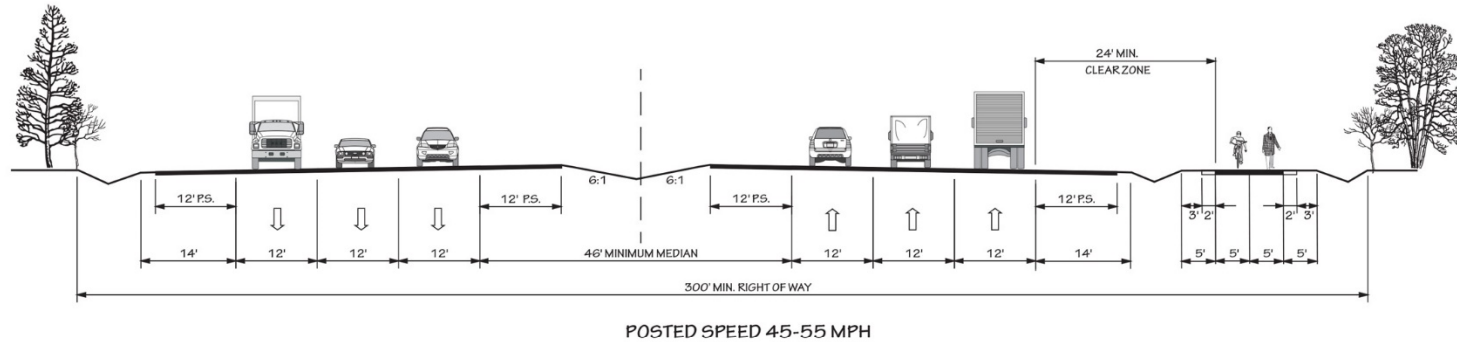 24' MIN.
CLEAR ZONE
6:1 6:1
12' P.S. 12' P.S. 12' P.S. 12' P.S. 3' 2' 2' 3'
14' 12' 12' 12' 46' MINIMUM MEDIAN 12' 12' 12' 14' 5' 5' 5' 5'
300' MIN. RIGHT OF WAY
POSTED SPEED 45-55 MPH